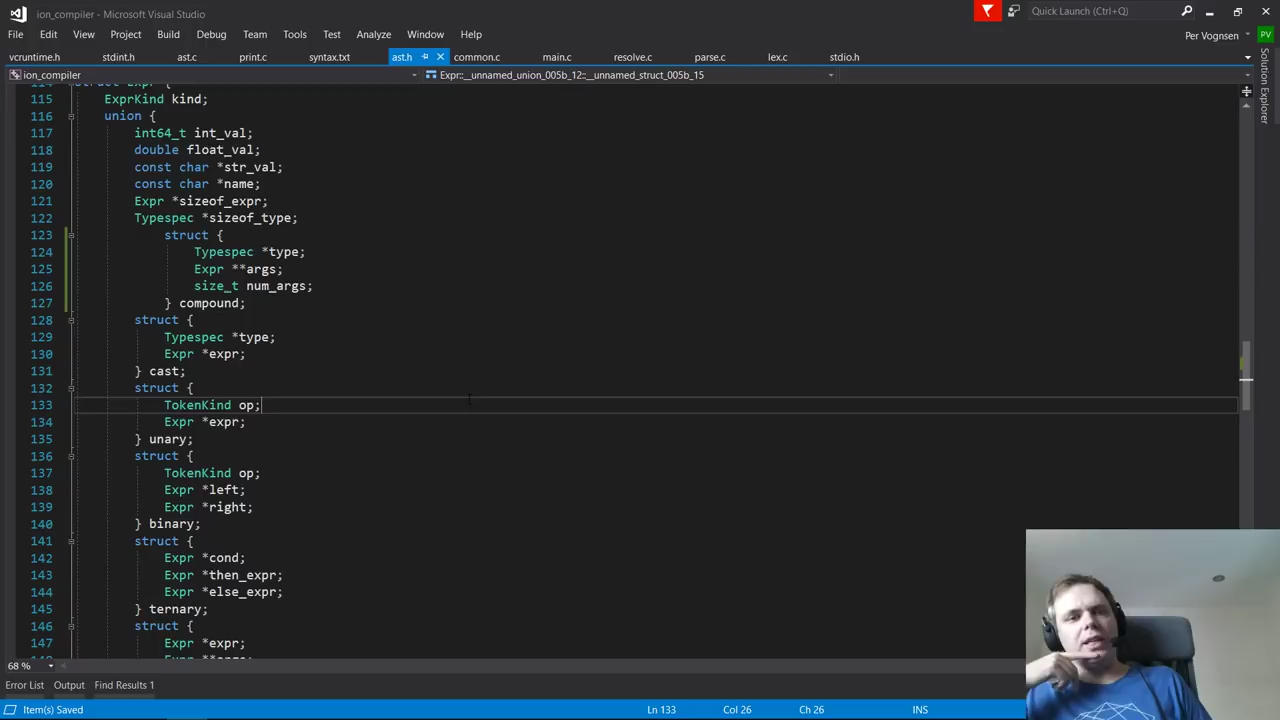 ion_compiler - Microsoft Visual Studio
Quick Launch (Ctrl+Q)
File Edit View Project Build Debug Team Tools Test Analyze Window Help
Per Vognsen PV
vcruntime.h stdint.h ast.c print.c syntax.txt ast.h common.c main.c resolve.c parse.c lex.c stdio.h
ion_compiler Expr::__unnamed_union_005b_12::__unnamed_struct_005b_15
Solution Explorer
114 struct Expr {
115 ExprKind kind;
116 union {
117 int64_t int_val;
118 double float_val;
119 const char *str_val;
120 const char *name;
121 Expr *sizeof_expr;
122 Typespec *sizeof_type;
123 struct {
124 Typespec *type;
125 Expr **args;
126 size_t num_args;
127 } compound;
128 struct {
129 Typespec *type;
130 Expr *expr;
131 } cast;
132 struct {
133 TokenKind op;
134 Expr *expr;
135 } unary;
136 struct {
137 TokenKind op;
138 Expr *left;
139 Expr *right;
140 } binary;
141 struct {
142 Expr *cond;
143 Expr *then_expr;
144 Expr *else_expr;
145 } ternary;
146 struct {
147 Expr *expr;
68 %
Error List Output Find Results 1
Item(s) Saved Ln 133 Col 26 Ch 26 INS